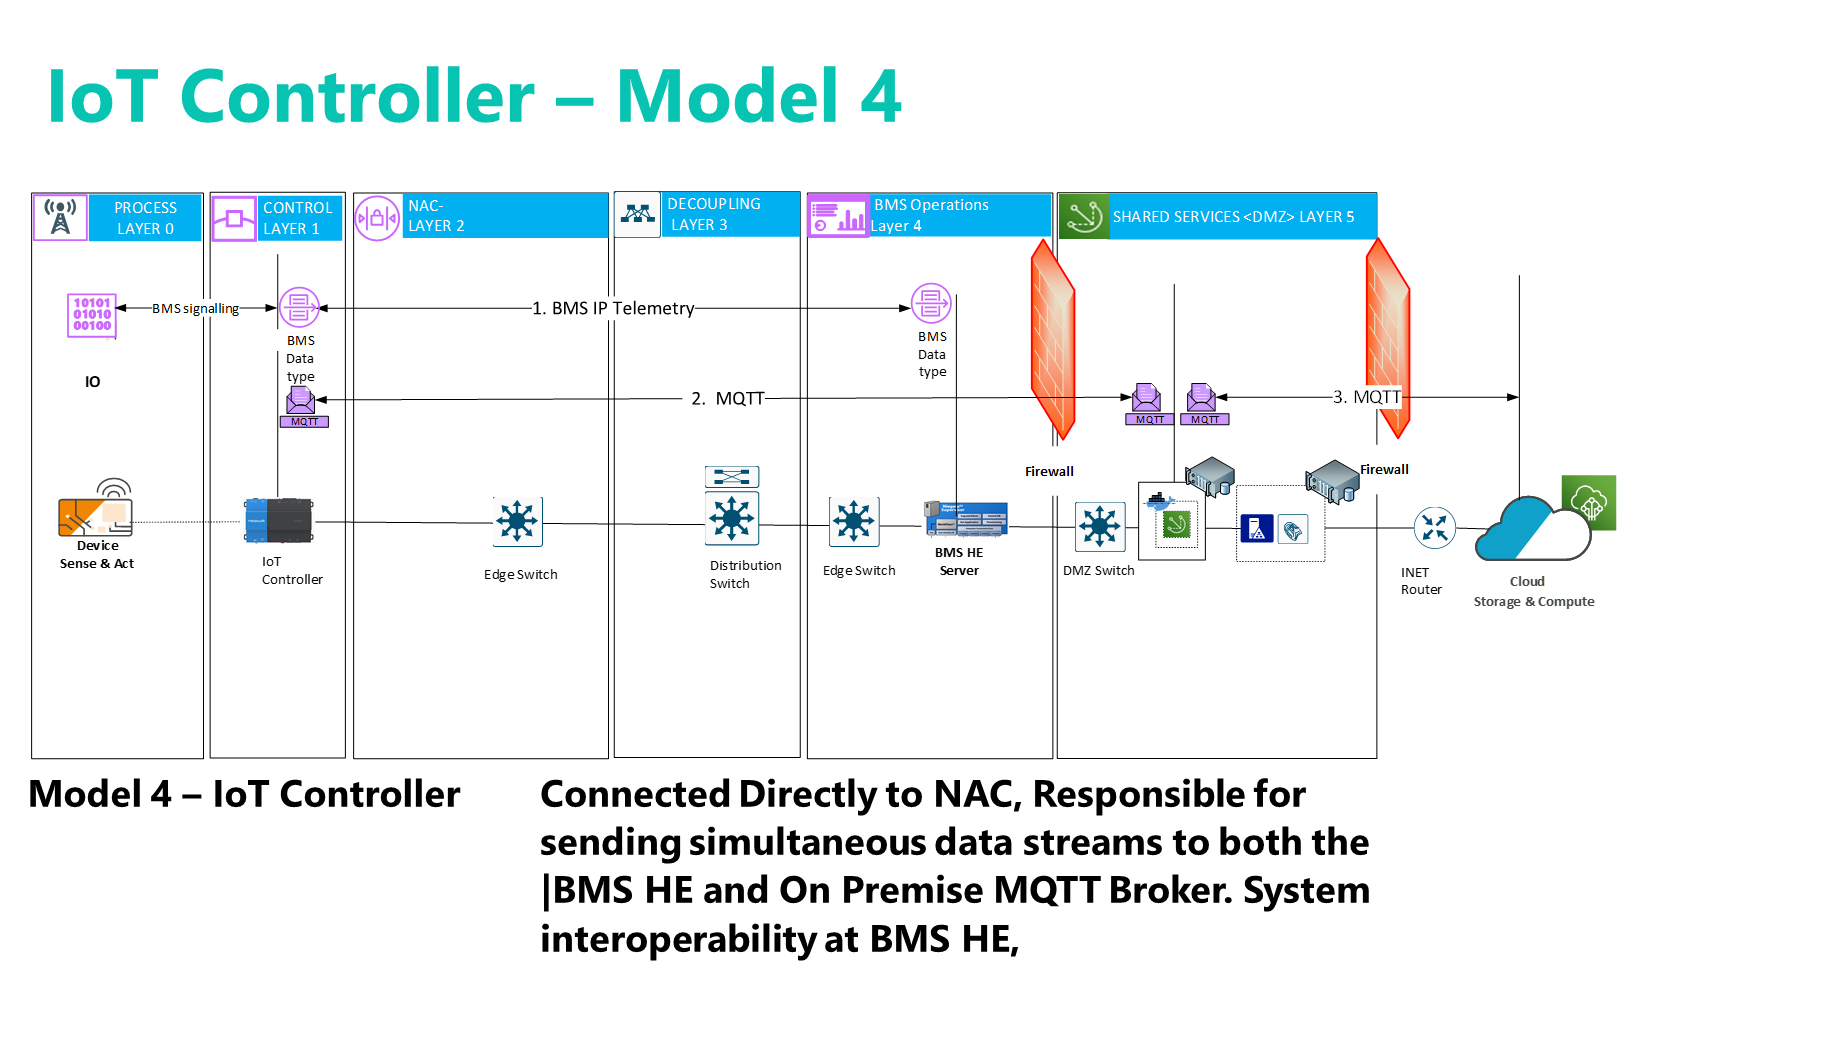 IoT Controller – Model 4
PROCESS
LAYER 0
CONTROL
LAYER 1
NAC-
LAYER 2
DECOUPLING
LAYER 3
BMS Operations
Layer 4
SHARED SERVICES <DMZ> LAYER 5
10101
01010
00100
BMS signalling
1. BMS IP Telemetry
BMS
Data
type
BMS
Data
type
IO
2. MQTT
3. MQTT
MQTT
MQTT
MQTT
Firewall
Firewall
Device
Sense & Act
IoT
Controller
Edge Switch
Distribution
Switch
Edge Switch
BMS HE
Server
DMZ Switch
INET
Router
Cloud
Storage & Compute
Model 4 – IoT Controller
Connected Directly to NAC, Responsible for
sending simultaneous data streams to both the
|BMS HE and On Premise MQTT Broker. System
interoperability at BMS HE,